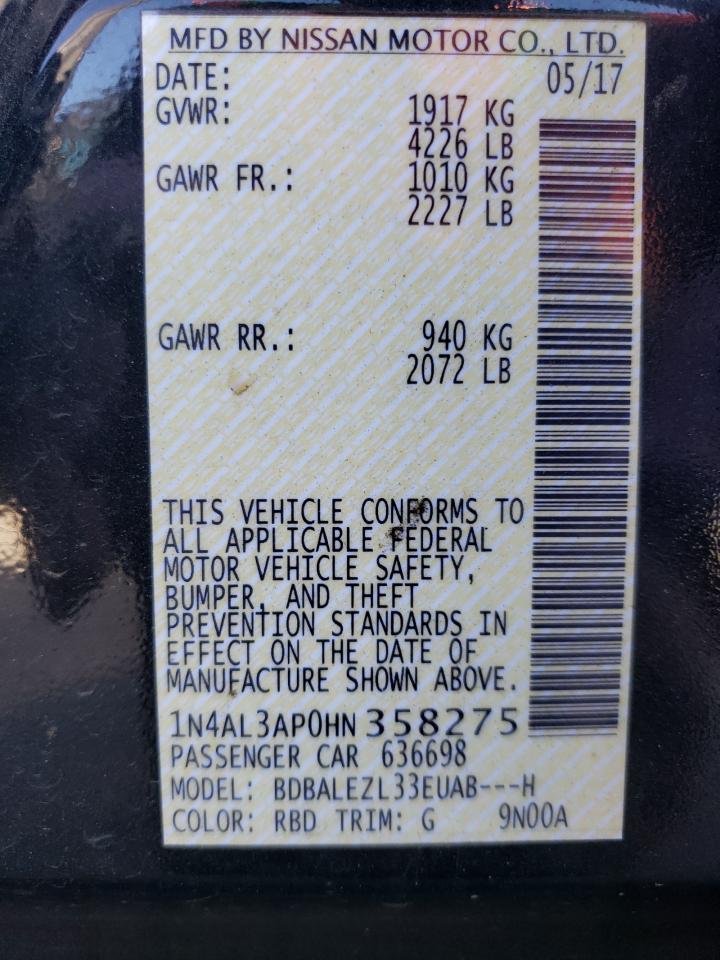 MFD BY NISSAN MOTOR CO., LTD.
DATE: 05/17
GVWR: 1917 KG
4226 LB
GAWR FR.: 1010 KG
2227 LB
GAWR RR.: 940 KG
2072 LB
THIS VEHICLE CONFORMS TO
ALL APPLICABLE FEDERAL
MOTOR VEHICLE SAFETY,
BUMPER, AND THEFT
PREVENTION STANDARDS IN
EFFECT ON THE DATE OF
MANUFACTURE SHOWN ABOVE.
1N4AL3AP0HN 358275
PASSENGER CAR 636698
MODEL: BDBALEZL33EUAB---H
COLOR: RBD TRIM: G 9N00A